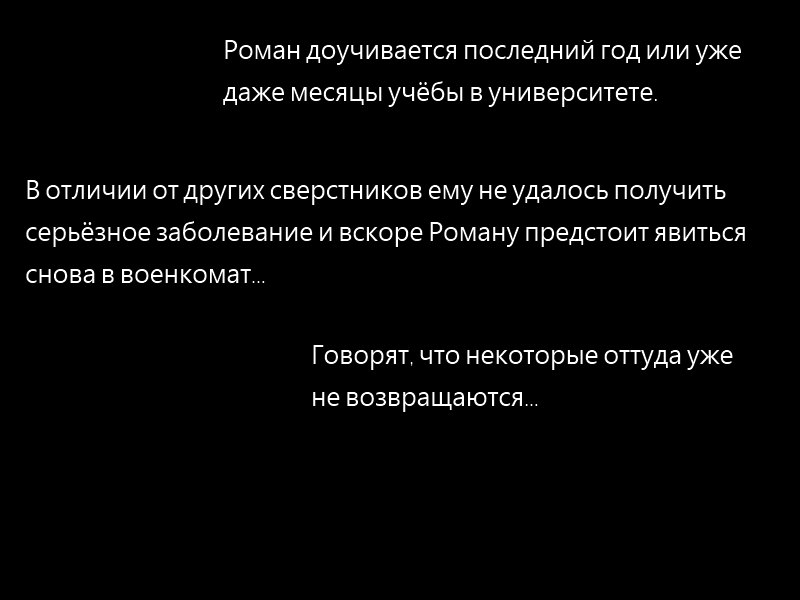 Роман доучивается последний год или уже
даже месяцы учёбы в университете.
В отличии от других сверстников ему не удалось получить
серьёзное заболевание и вскоре Роману предстоит явиться
снова в военкомат...
Говорят, что некоторые оттуда уже
не возвращаются...